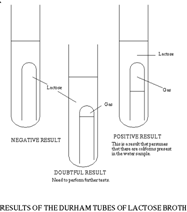 Lactose
Gas
Lactose
Gas
NEGATIVE RESULT
POSITIVE RESULT
This is a result that presumes
that there are coliforms present
in the water sample.
DOUBTFUL RESULT
Need to perform further tests.
RESULTS OF THE DURHAM TUBES OF LACTOSE BROTH